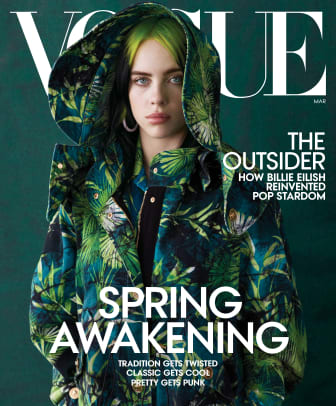 VOGUE
MAR
THE
OUTSIDER
HOW BILLIE EILISH
REINVENTED
POP STARDOM
SPRING
AWAKENING
TRADITION GETS TWISTED
CLASSIC GETS COOL
PRETTY GETS PUNK